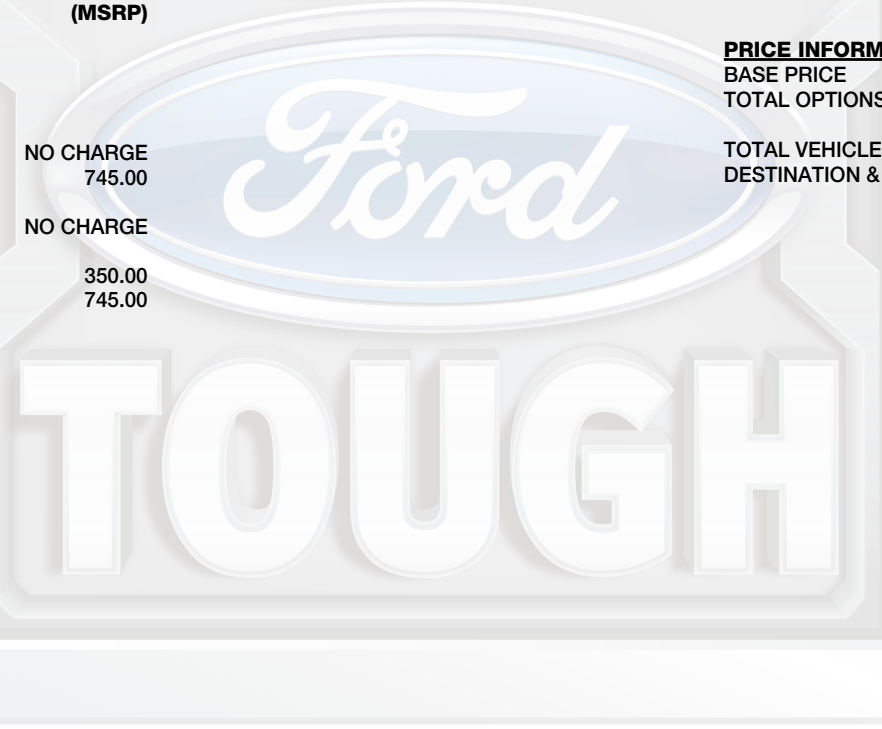 (MSRP)
NO CHARGE
745.00
NO CHARGE
350.00
745.00
PRICE INFORM
BASE PRICE
TOTAL OPTIONS
TOTAL VEHICLE
DESTINATION &
Ford
TOUGH